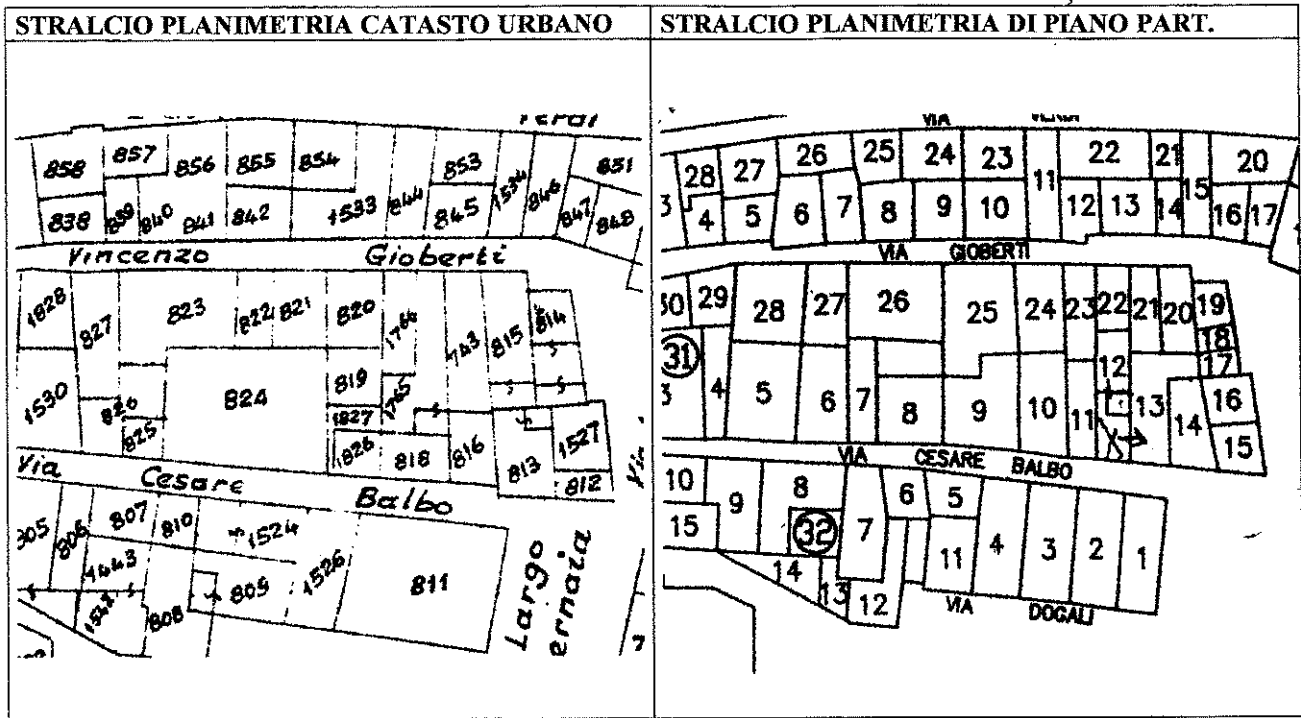 STRALCIO PLANIMETRIA CATASTO URBANO
858 857 856 855 854 853 851
838 839 840 841 842 1533 844 845 1534 846 847 848
Vincenzo Gioberti
1828 827 823 822 821 820 1764 743 815 814
1530 826 825 824 819 1827 1826 1765 818 816 813 1527 812
Via Cesare Balbo
805 806 807 810 1524 1526 811
1443 808 809
Largo
ernaia
7
STRALCIO PLANIMETRIA DI PIANO PART.
VIA
28 27 26 25 24 23 11 22 21 15 20
3 4 5 6 7 8 9 10 12 13 14 16 17
VIA GIOBERTI
30 29 28 27 26 25 24 23 22 21 20 19
31 18
12 17
3 4 5 6 7 8 9 10 11 13 14 16
15
VIA CESARE BALBO
10 9 8 7 6 5 4 3 2 1
15 32 11
14 13 12
VIA DOGALI